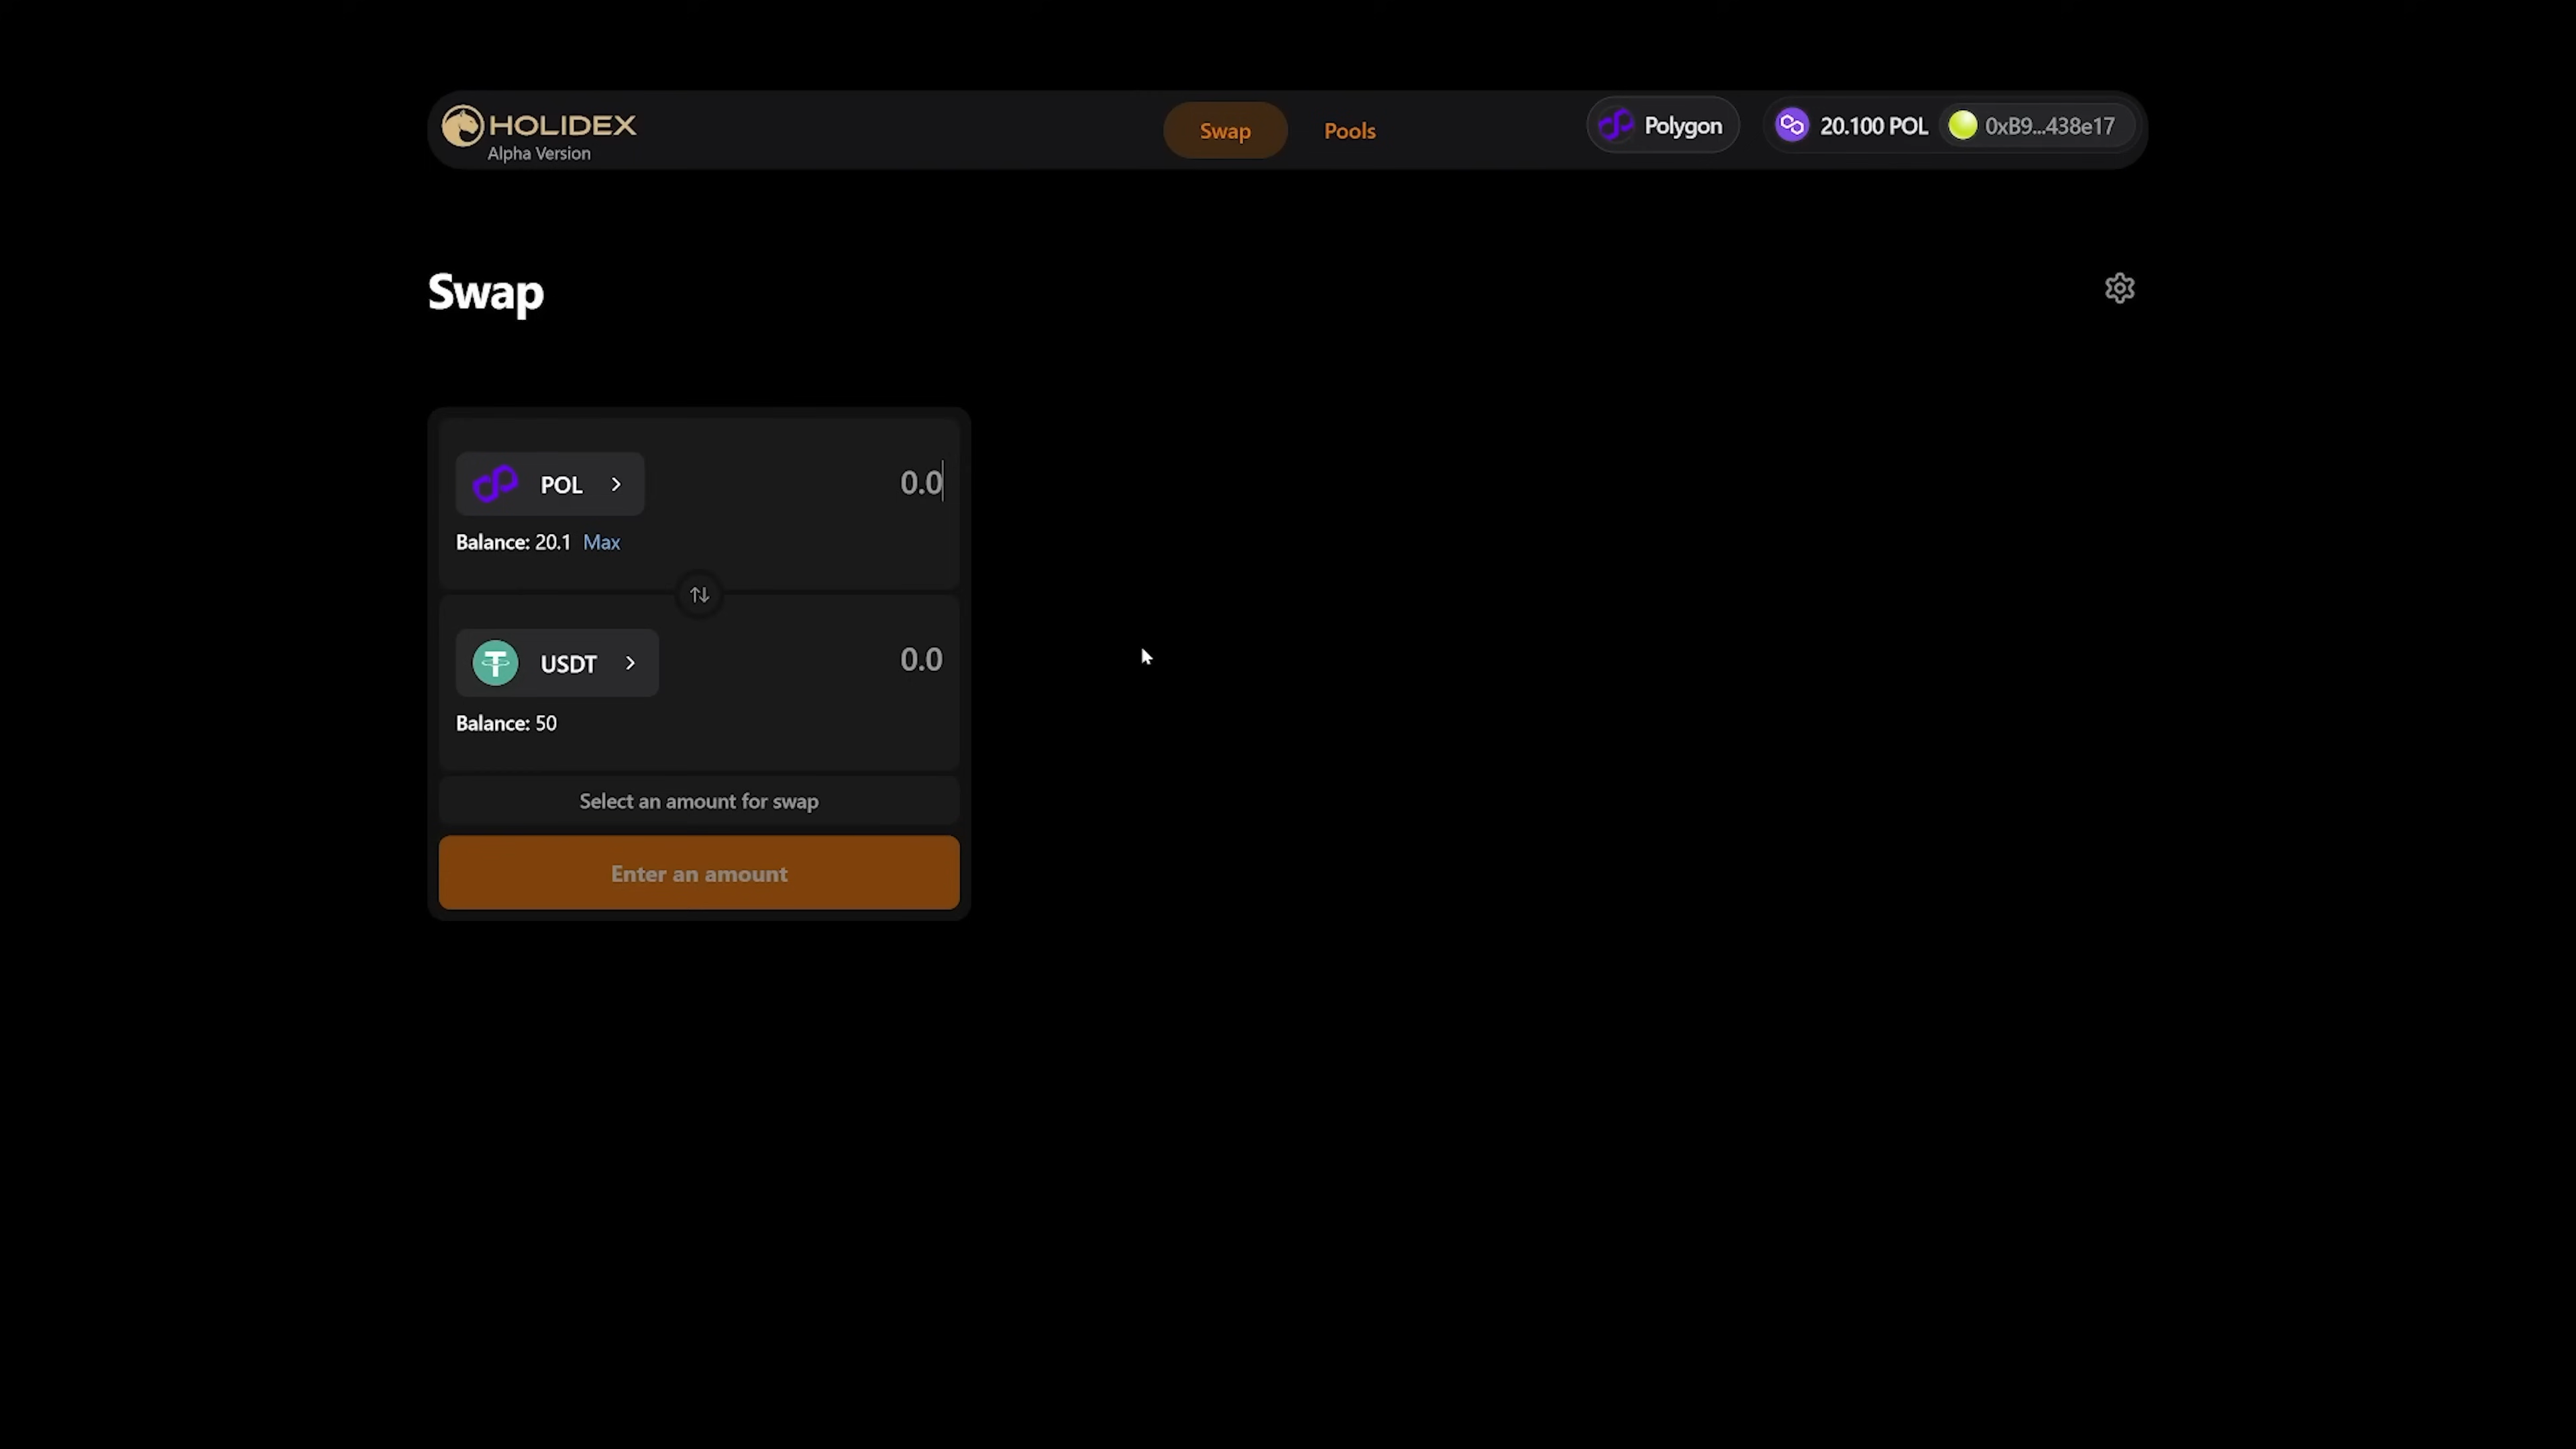 HOLIDEX
Alpha Version
Swap
Pools
Polygon
20.100 POL
0xB9...438e17
Swap
POL
0.0
Balance: 20.1 Max
USDT
0.0
Balance: 50
Select an amount for swap
Enter an amount